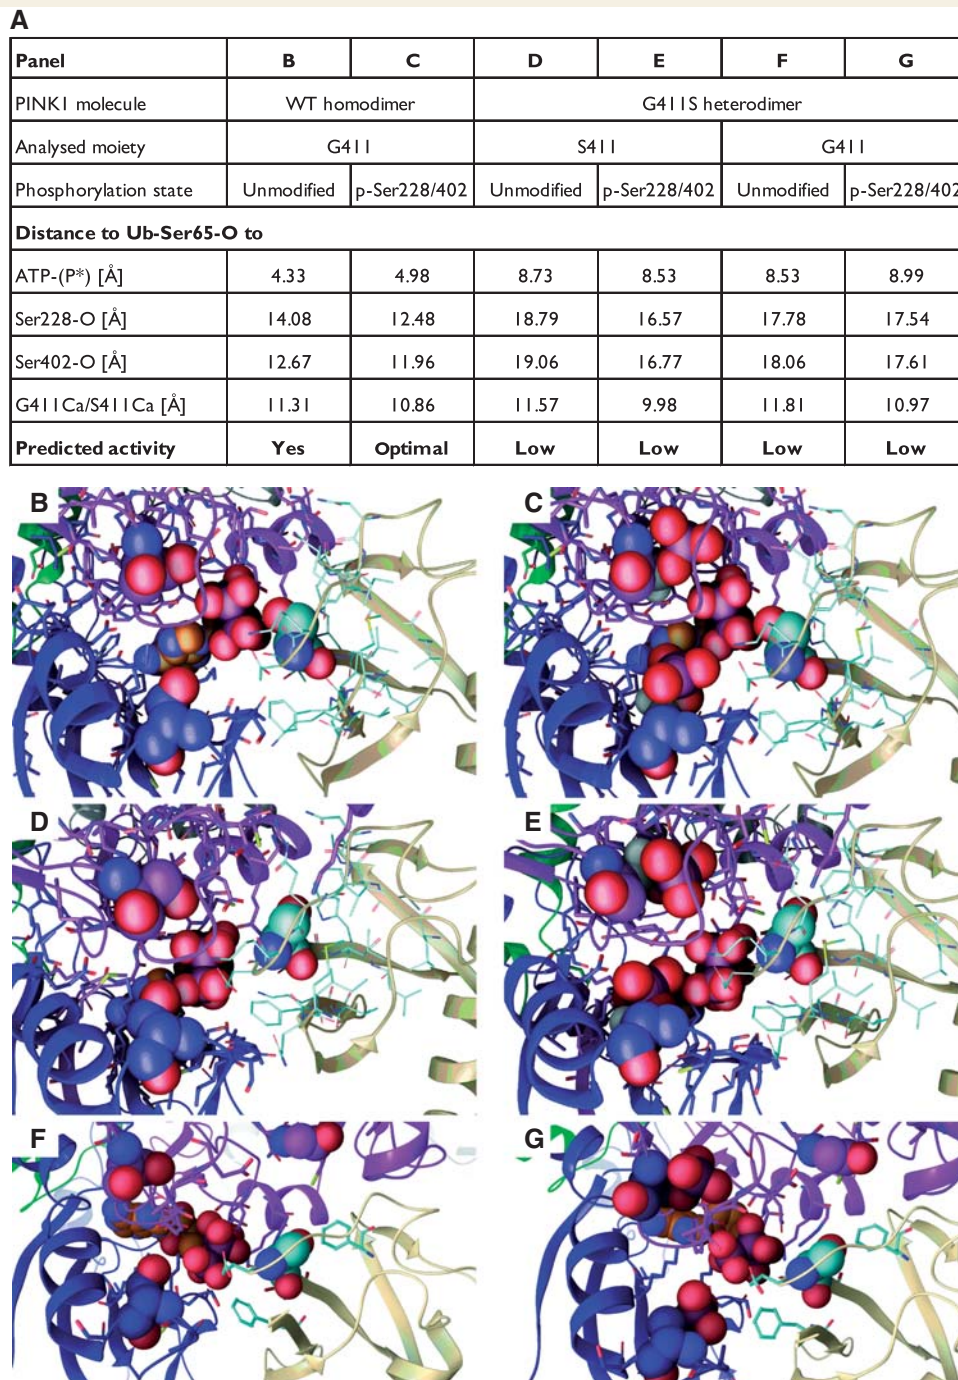 A
Panel B C D E F G
PINK1 molecule WT homodimer G411S heterodimer
Analysed moiety G411 S411 G411
Phosphorylation state Unmodified p-Ser228/402 Unmodified p-Ser228/402 Unmodified p-Ser228/402
Distance to Ub-Ser65-O to
ATP-(P*) [Å] 4.33 4.98 8.73 8.53 8.53 8.99
Ser228-O [Å] 14.08 12.48 18.79 16.57 17.78 17.54
Ser402-O [Å] 12.67 11.96 19.06 16.77 18.06 17.61
G411Ca/S411Ca [Å] 11.31 10.86 11.57 9.98 11.81 10.97
Predicted activity Yes Optimal Low Low Low Low
B C
D E
F G